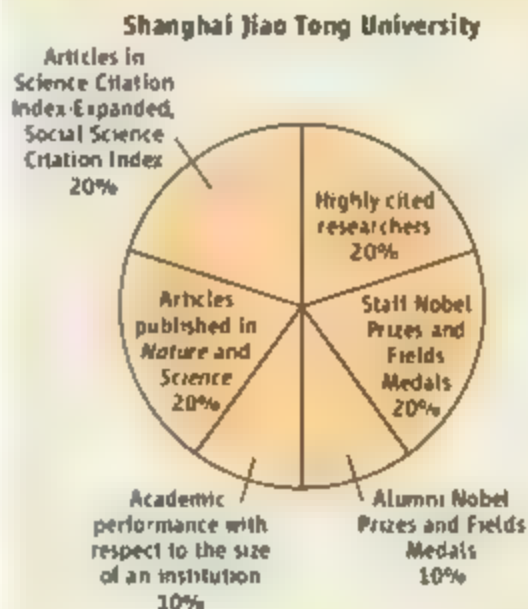 Shanghai Jiao Tong University
Articles in
Science Citation
Index-Expanded,
Social Science
Citation Index
20%
Highly cited
researchers
20%
Staff Nobel
Prizes and
Fields
Medals
20%
Articles
published in
Nature and
Science
20%
Academic
performance with
respect to the size
of an institution
10%
Alumni Nobel
Prizes and Fields
Medals
10%